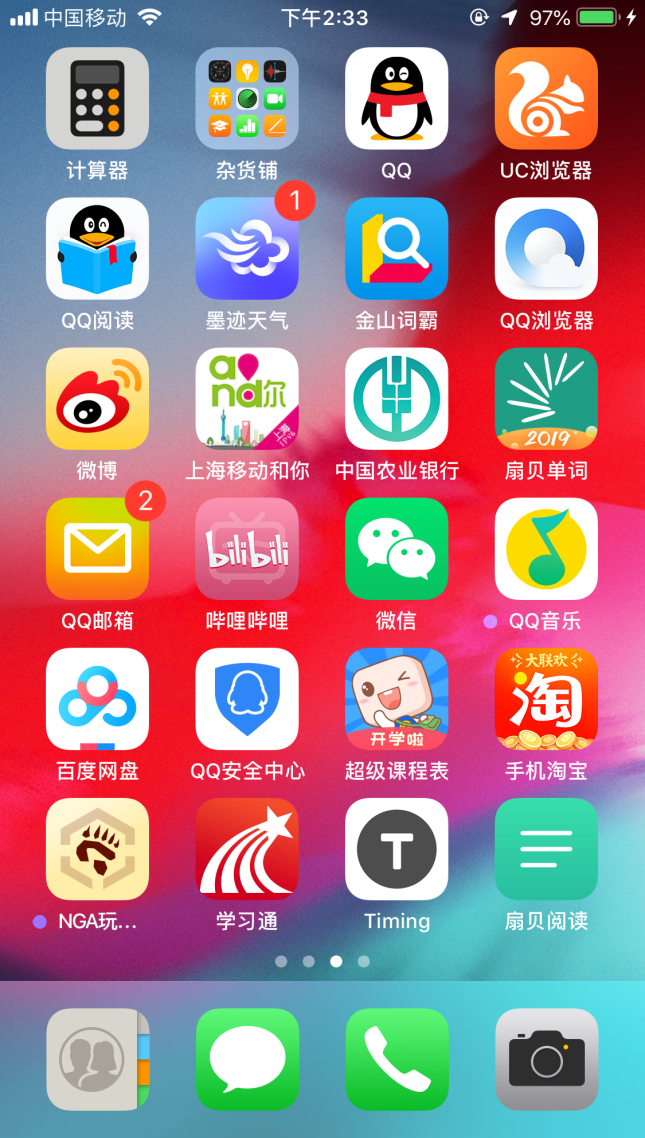 中国移动 下午2:33 97%
计算器 杂货铺 QQ UC浏览器
1
QQ阅读 墨迹天气 金山词霸 QQ浏览器
and尔
上海
IPv6
2019
微博 上海移动和你 中国农业银行 扇贝单词
2
bilibili
QQ邮箱 哔哩哔哩 微信 QQ音乐
大联欢
淘
开学啦
百度网盘 QQ安全中心 超级课程表 手机淘宝
T
NGA玩... 学习通 Timing 扇贝阅读